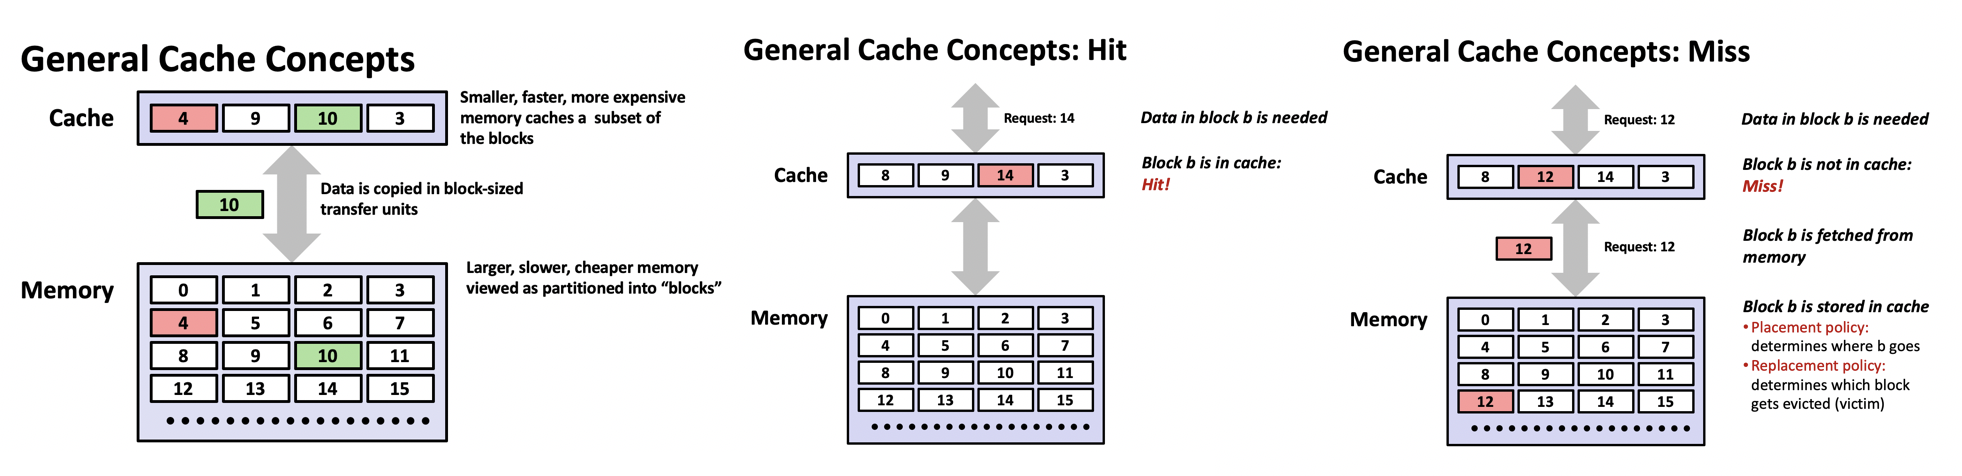 General Cache Concepts
Cache
4 9 10 3
Smaller, faster, more expensive
memory caches a subset of
the blocks
10
Data is copied in block-sized
transfer units
Memory
0 1 2 3
4 5 6 7
8 9 10 11
12 13 14 15
Larger, slower, cheaper memory
viewed as partitioned into “blocks”
General Cache Concepts: Hit
Request: 14
Data in block b is needed
Cache
8 9 14 3
Block b is in cache:
Hit!
Memory
0 1 2 3
4 5 6 7
8 9 10 11
12 13 14 15
General Cache Concepts: Miss
Request: 12
Data in block b is needed
Cache
8 12 14 3
Block b is not in cache:
Miss!
12
Request: 12
Block b is fetched from
memory
Memory
0 1 2 3
4 5 6 7
8 9 10 11
12 13 14 15
Block b is stored in cache
• Placement policy:
determines where b goes
• Replacement policy:
determines which block
gets evicted (victim)